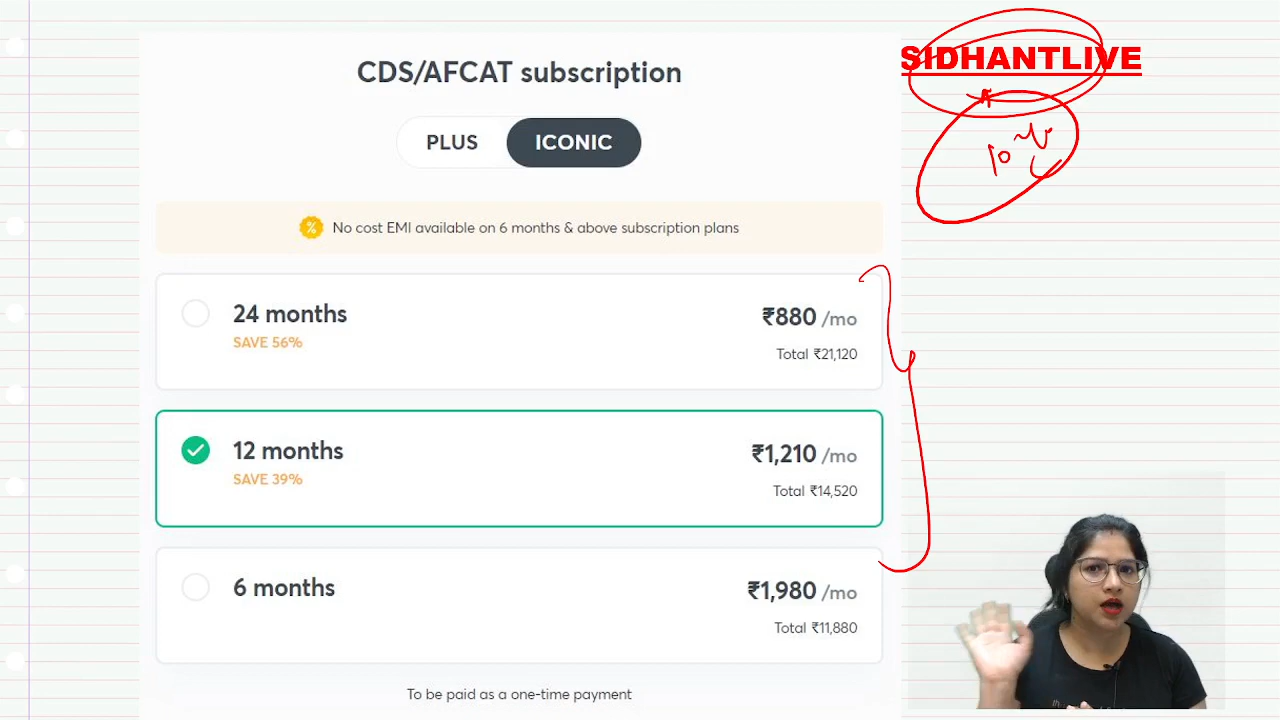 CDS/AFCAT subscription
SIDHANTLIVE
PLUS ICONIC
No cost EMI available on 6 months & above subscription plans
24 months
SAVE 56%
₹880 /mo
Total ₹21,120
12 months
SAVE 39%
₹1,210 /mo
Total ₹14,520
6 months
₹1,980 /mo
Total ₹11,880
To be paid as a one-time payment